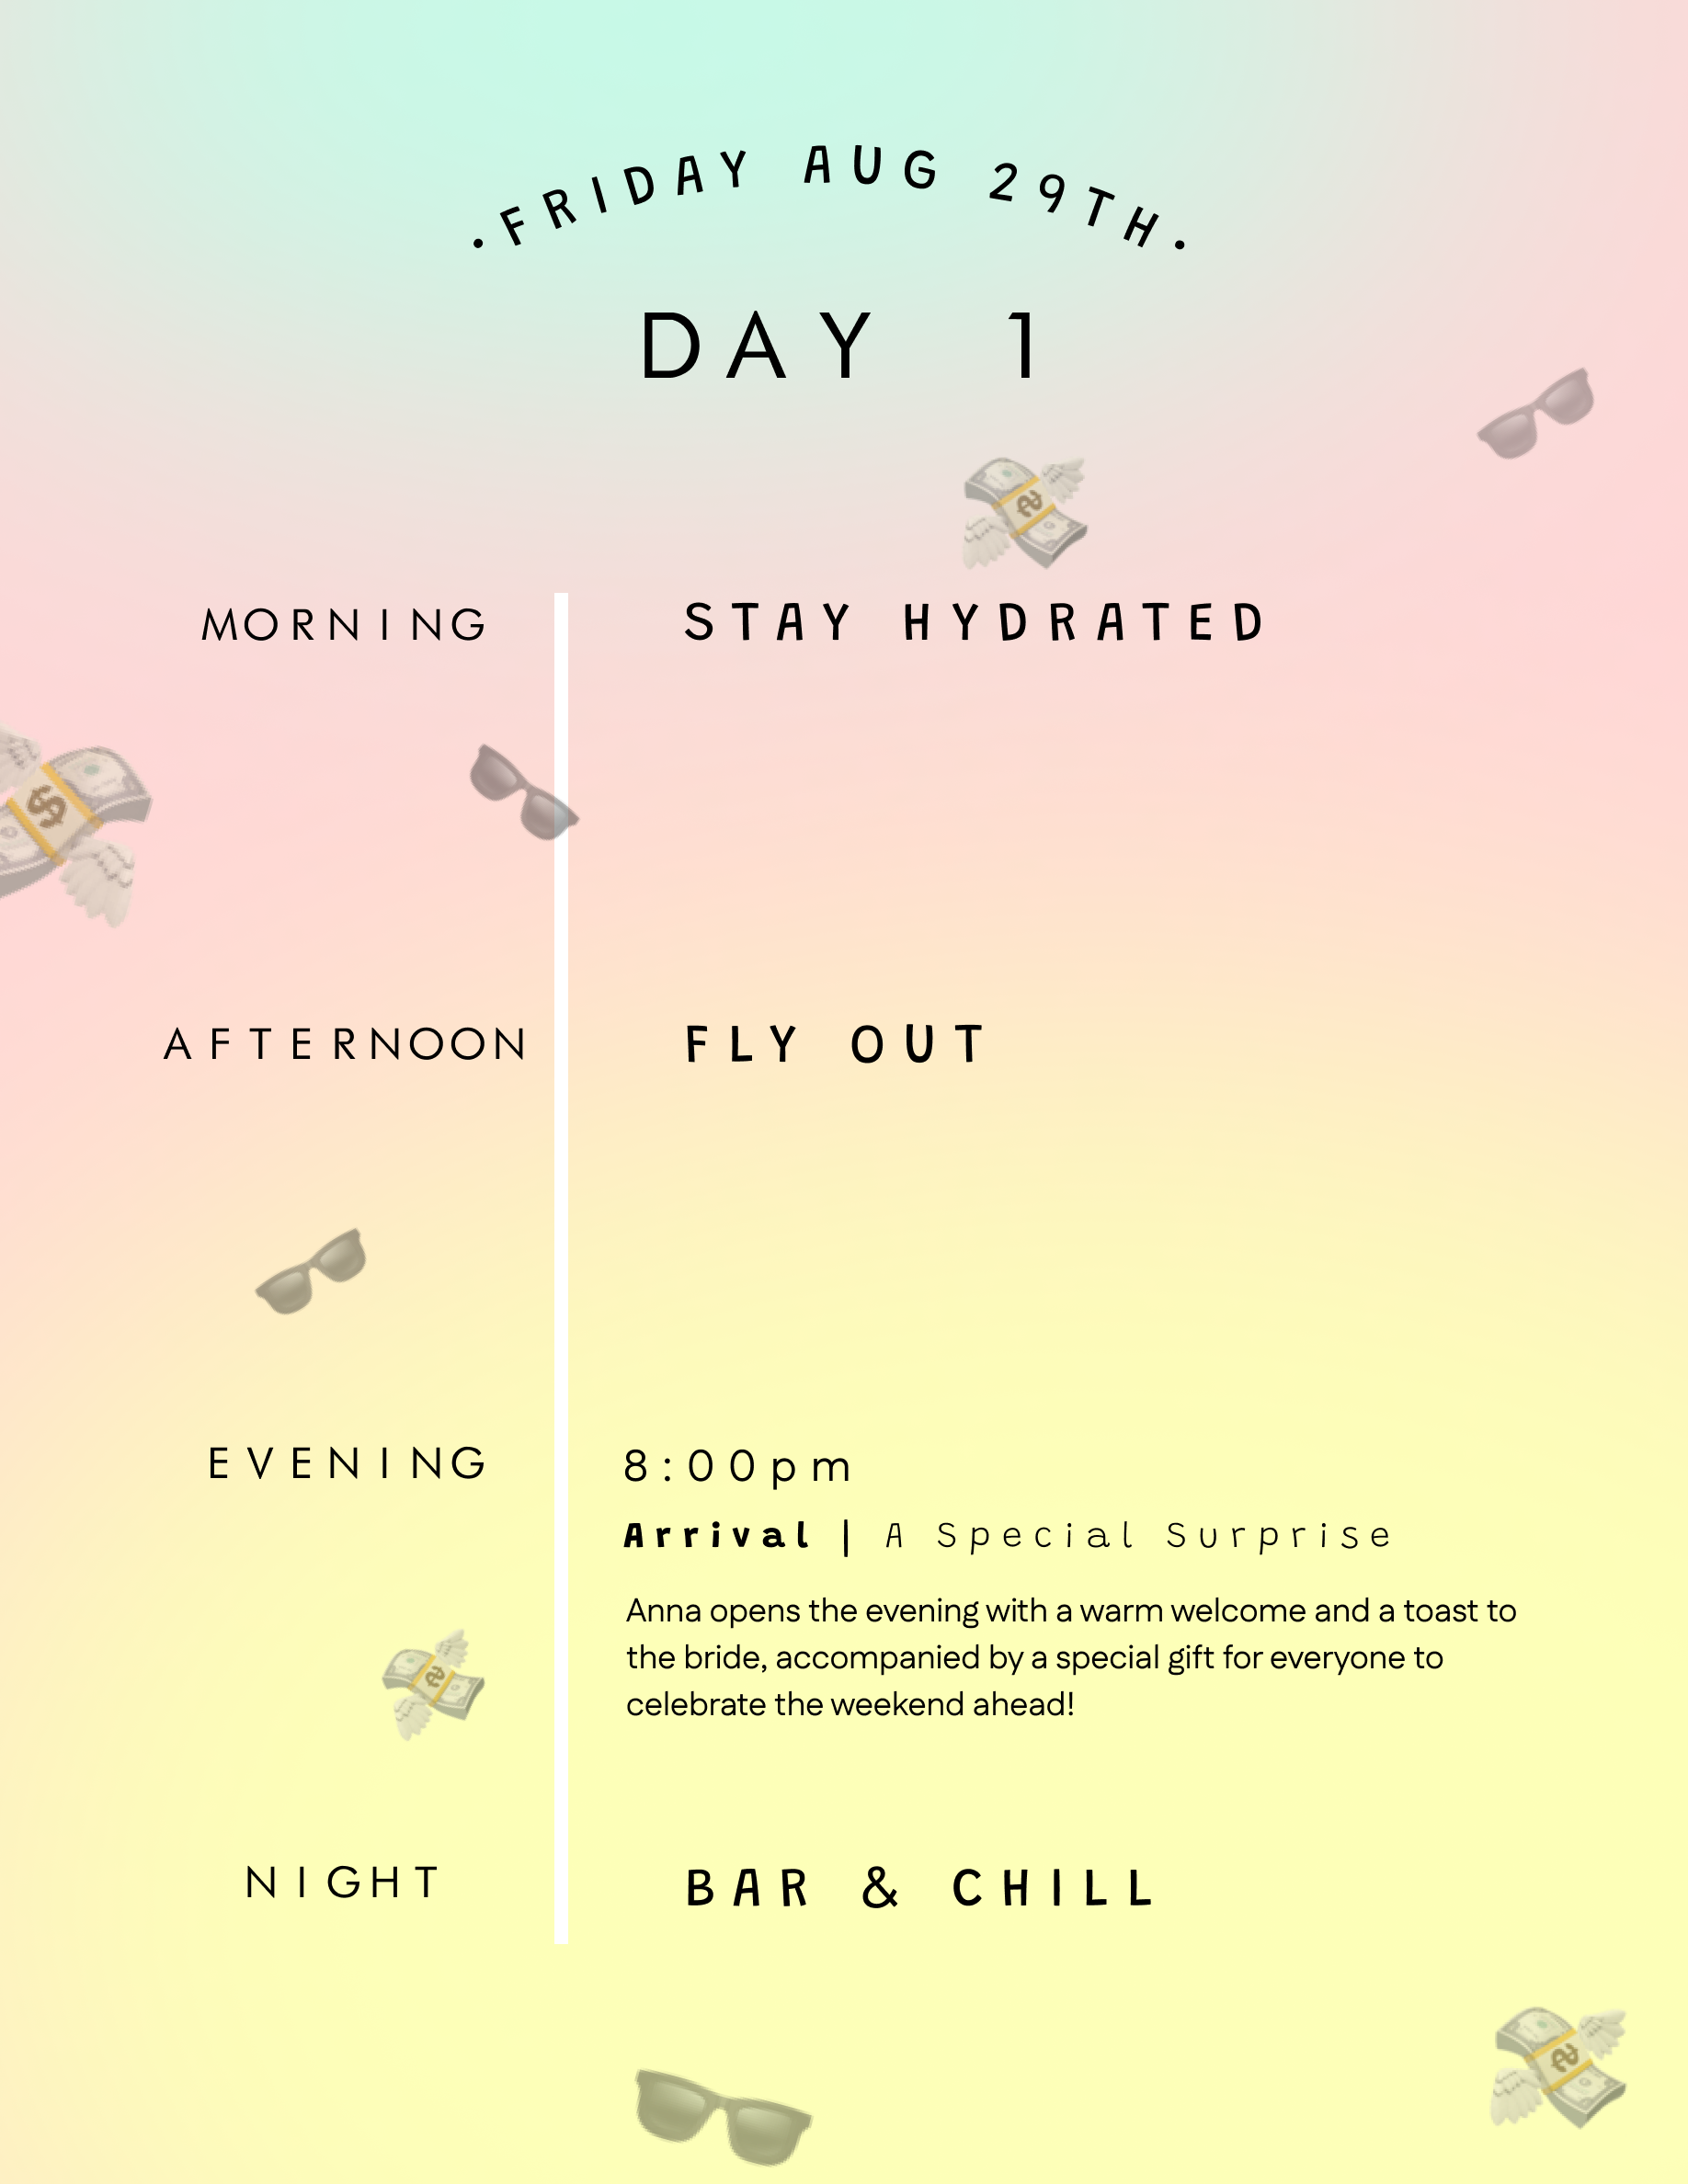 ·FRIDAY AUG 29TH·
DAY 1
MORNING
STAY HYDRATED
AFTERNOON
FLY OUT
EVENING
8:00pm
Arrival | A Special Surprise
Anna opens the evening with a warm welcome and a toast to
the bride, accompanied by a special gift for everyone to
celebrate the weekend ahead!
NIGHT
BAR & CHILL